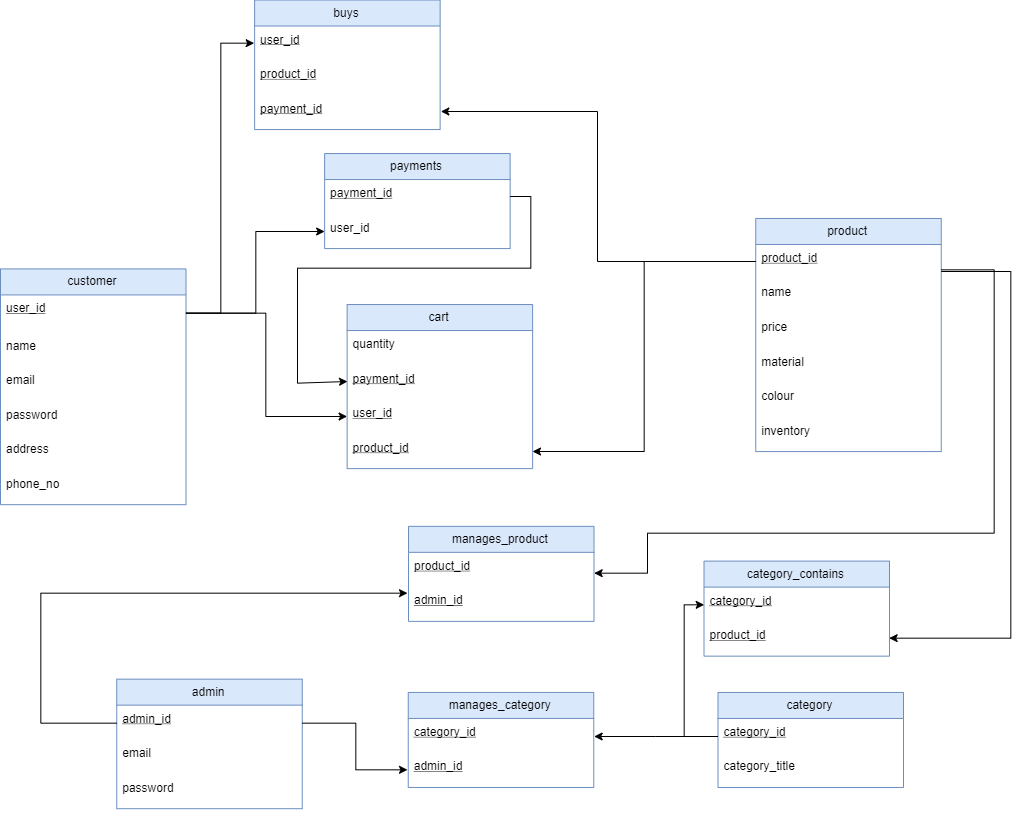 buys
user_id
product_id
payment_id
payments
payment_id
user_id
product
product_id
name
price
material
colour
inventory
customer
user_id
name
email
password
address
phone_no
cart
quantity
payment_id
user_id
product_id
manages_product
product_id
admin_id
category_contains
category_id
product_id
admin
admin_id
email
password
manages_category
category_id
admin_id
category
category_id
category_title